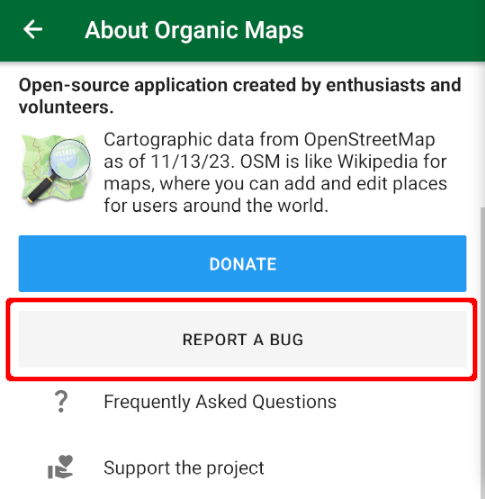 About Organic Maps
Open-source application created by enthusiasts and
volunteers.
Cartographic data from OpenStreetMap
as of 11/13/23. OSM is like Wikipedia for
maps, where you can add and edit places
for users around the world.
DONATE
REPORT A BUG
Frequently Asked Questions
Support the project